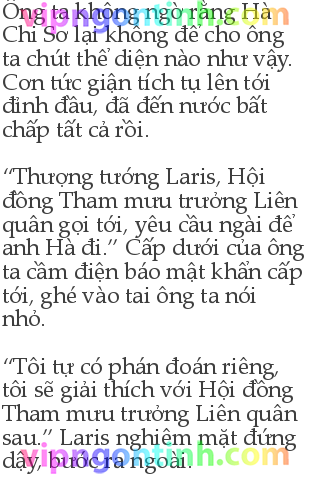 Ông ta không ngờ rằng Hà
Chi Sơ lại không để cho ông
ta chút thể diện nào như vậy.
Cơn tức giận tích tụ lên tới
đỉnh đầu, đã đến nước bất
chấp tất cả rồi.
“Thượng tướng Laris, Hội
đồng Tham mưu trưởng Liên
quân gọi tới, yêu cầu ngài để
anh Hà đi.” Cấp dưới của ông
ta cầm điện báo mật khẩn cấp
tới, ghé vào tai ông ta nói
nhỏ.
“Tôi tự có phán đoán riêng,
tôi sẽ giải thích với Hội đồng
Tham mưu trưởng Liên quân
sau.” Laris nghiêm mặt đứng
dậy, bước ra ngoài.
vipngontinh.com
vipngontinh.com